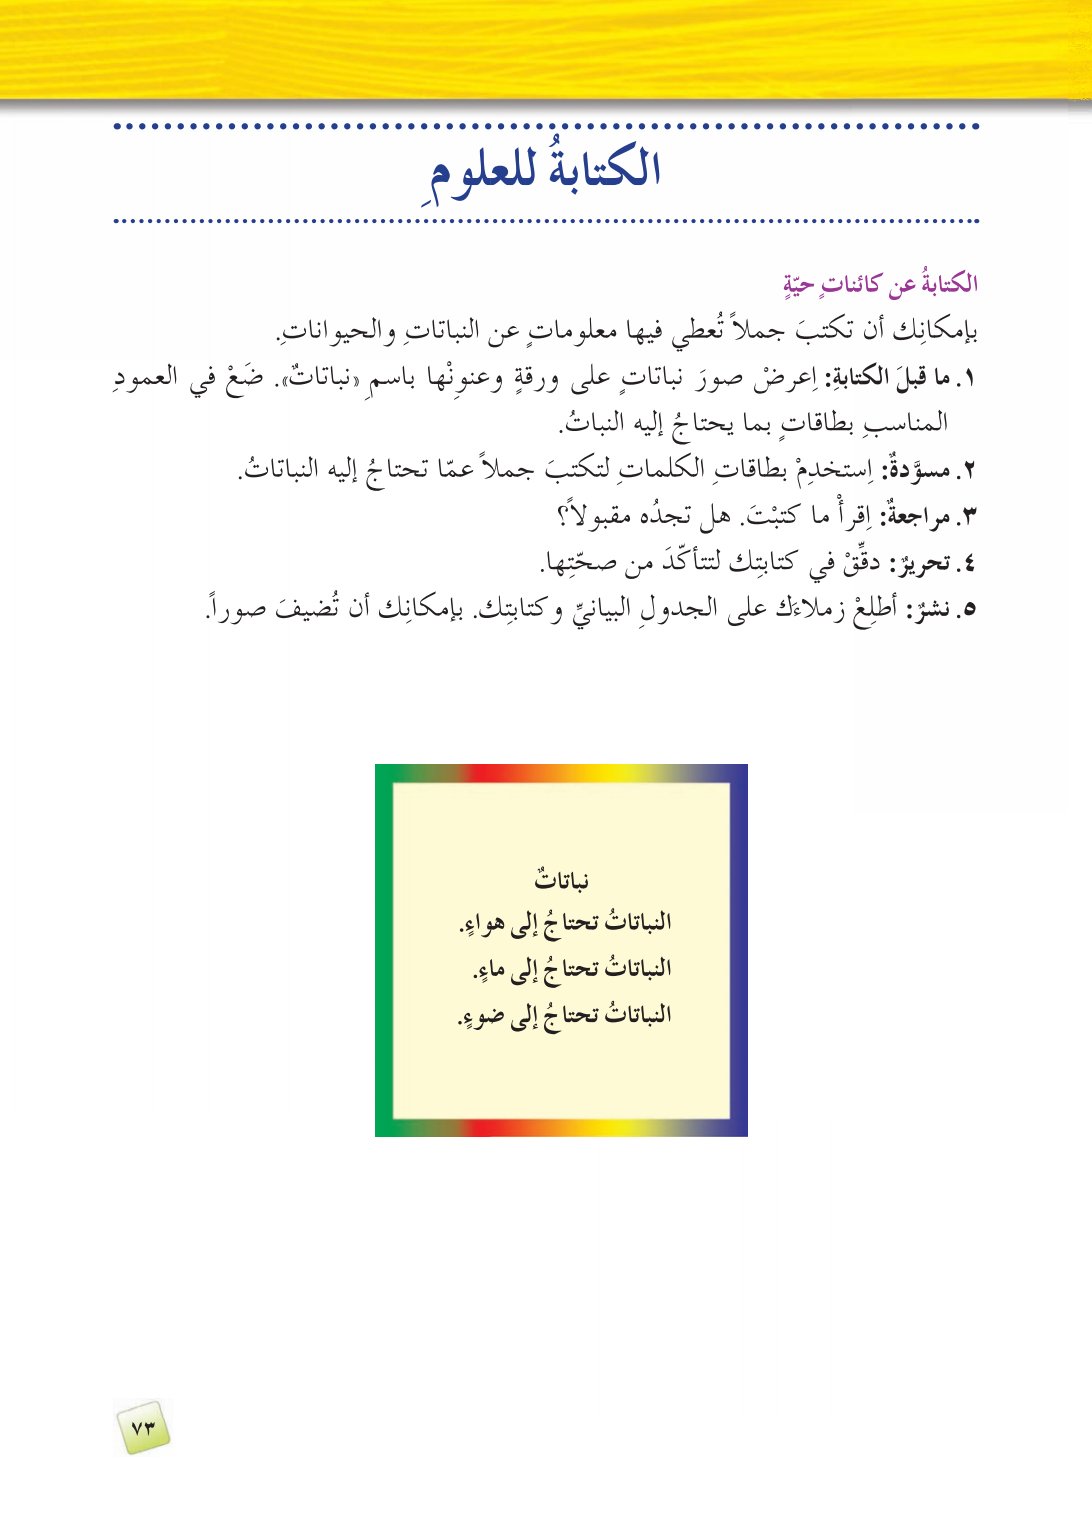 الكتابةُ للعلومِ
الكتابةُ عن كائناتٍ حيّةٍ
بإمكانِك أن تكتبَ جملاً تُعطي فيها معلوماتٍ عن النباتاتِ والحيواناتِ.
١. ما قبلَ الكتابةِ: اِعرضْ صورَ نباتاتٍ على ورقةٍ وعنوِنْها باسمِ «نباتاتٌ». ضَعْ في العمودِ
المناسبِ بطاقاتٍ بما يحتاجُ إليه النباتُ.
٢. مسوَّدةٌ: اِستخدِمْ بطاقاتِ الكلماتِ لتكتبَ جملاً عمّا تحتاجُ إليه النباتاتُ.
٣. مراجعةٌ: اِقرأْ ما كتبْتَ. هل تجدُه مقبولاً؟
٤. تحريرٌ: دقِّقْ في كتابتِك لتتأكّدَ من صحّتِها.
٥. نشرٌ: أطلِعْ زملاءَك على الجدولِ البيانيِّ وكتابتِك. بإمكانِك أن تُضيفَ صوراً.
نباتاتٌ
النباتاتُ تحتاجُ إلى هواءٍ.
النباتاتُ تحتاجُ إلى ماءٍ.
النباتاتُ تحتاجُ إلى ضوءٍ.
٧٣